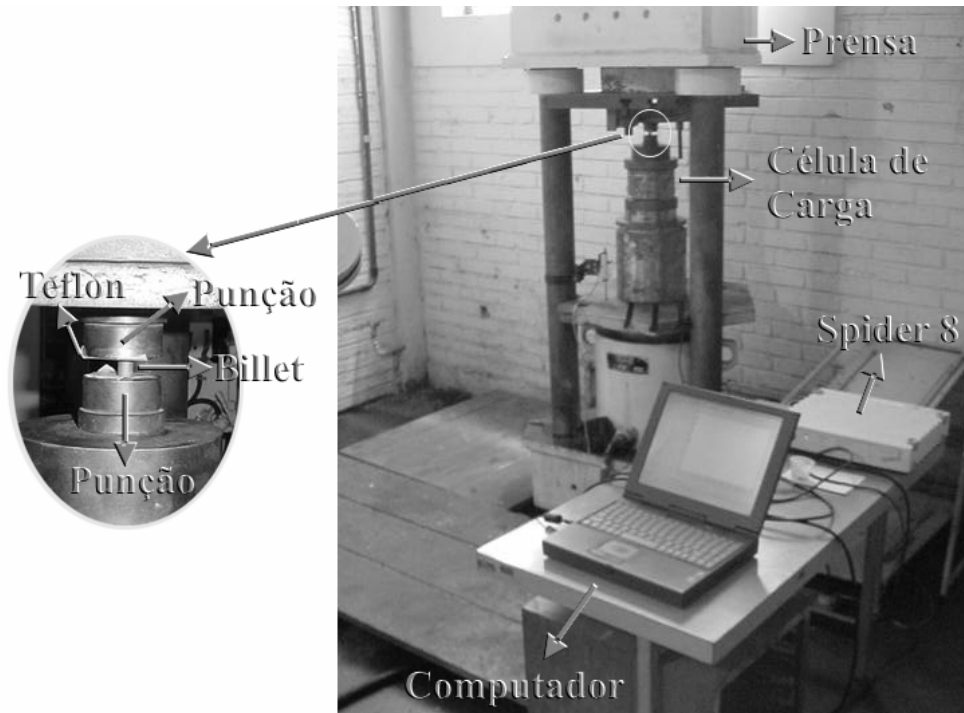 Prensa
Célula de
Carga
Teflon
Punção
Billet
Punção
Spider 8
Computador